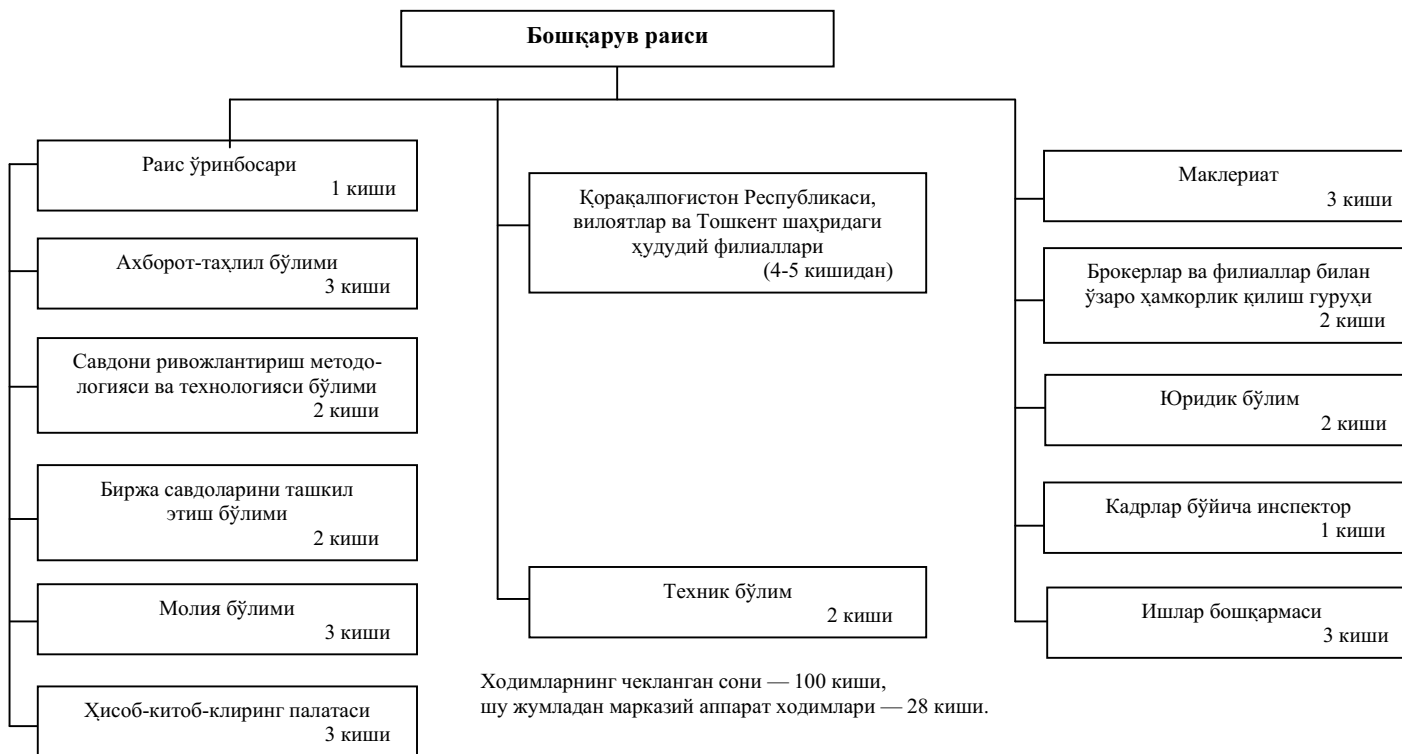 Бошқарув раиси
Раис ўринбосари
1 киши
Ахборот-таҳлил бўлими
3 киши
Савдони ривожлантириш методо-
логияси ва технологияси бўлими
2 киши
Биржа савдоларини ташкил
этиш бўлими
2 киши
Молия бўлими
3 киши
Ҳисоб-китоб-клиринг палатаси
3 киши
Қорақалпоғистон Республикаси,
вилоятлар ва Тошкент шаҳридаги
ҳудудий филиаллари
(4-5 кишидан)
Техник бўлим
2 киши
Маклериат
3 киши
Брокерлар ва филиаллар билан
ўзаро ҳамкорлик қилиш гуруҳи
2 киши
Юридик бўлим
2 киши
Кадрлар бўйича инспектор
1 киши
Ишлар бошқармаси
3 киши
Ходимларнинг чекланган сони — 100 киши,
шу жумладан марказий аппарат ходимлари — 28 киши.